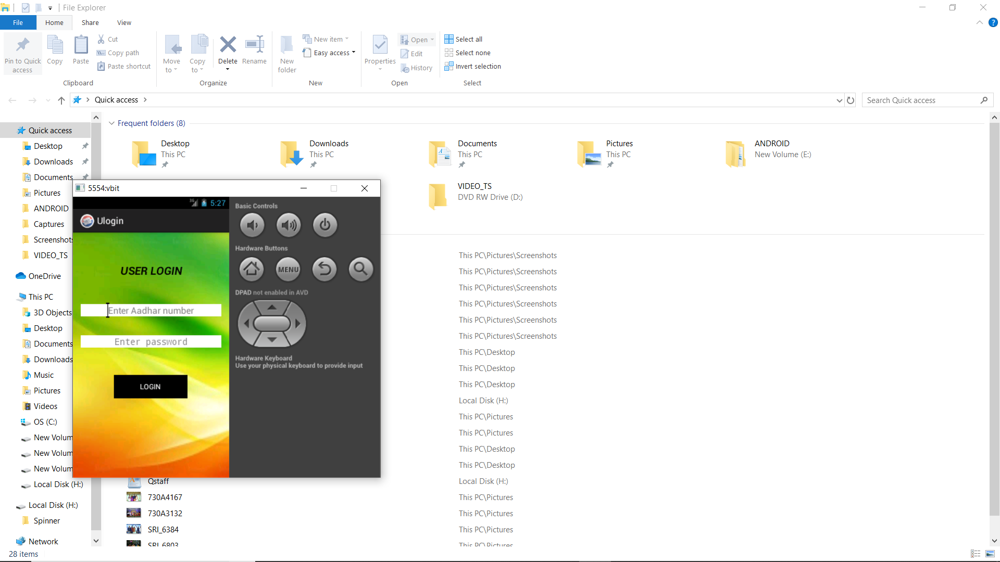 File Explorer
File
Home
Share
View
Pin to Quick access
Copy
Paste
Cut
Copy path
Paste shortcut
Clipboard
Move to
Copy to
Delete
Rename
Organize
New folder
New item
Easy access
New
Properties
Open
Edit
History
Open
Select all
Select none
Invert selection
Select
Quick access
Search Quick access
Quick access
Desktop
Downloads
Documents
Pictures
ANDROID
Captures
Screenshots
VIDEO_TS
OneDrive
This PC
3D Objects
Desktop
Documents
Downloads
Music
Pictures
Videos
OS (C:)
New Volum
New Volum
New Volum
Local Disk (H:)
Local Disk (H:)
Spinner
Network
28 items
Frequent folders (8)
Desktop
This PC
Downloads
This PC
Documents
This PC
Pictures
This PC
ANDROID
New Volume (E:)
VIDEO_TS
DVD RW Drive (D:)
5554:vbit
3G
5:27
Ulogin
USER LOGIN
Enter Aadhar number
Enter password
LOGIN
Basic Controls
Hardware Buttons
MENU
DPAD not enabled in AVD
Hardware Keyboard
Use your physical keyboard to provide input
This PC\Pictures\Screenshots
This PC\Pictures\Screenshots
This PC\Pictures\Screenshots
This PC\Pictures\Screenshots
This PC\Pictures\Screenshots
This PC\Pictures\Screenshots
This PC\Desktop
This PC\Desktop
This PC\Desktop
Local Disk (H:)
This PC\Pictures
This PC\Pictures
This PC\Desktop
This PC\Desktop
Qstaff Local Disk (H:)
730A4167 This PC\Pictures
730A3132 This PC\Pictures
SRI_6384 This PC\Pictures
SRI_6803 This PC\Pictures